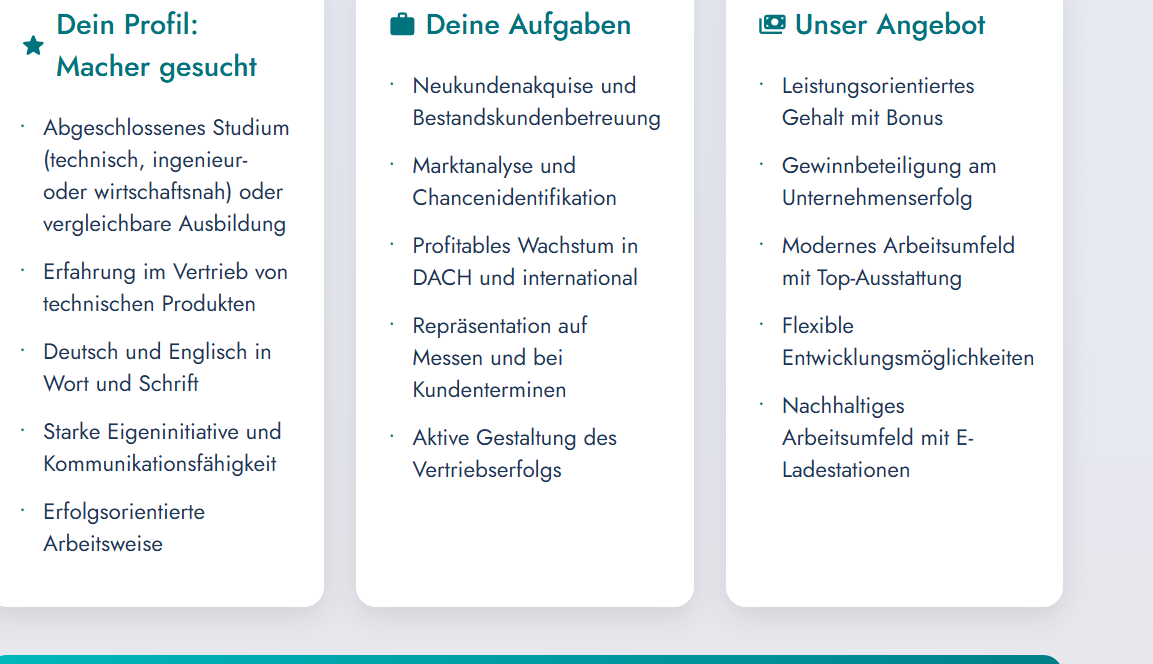 Dein Profil:
Macher gesucht
· Abgeschlossenes Studium
(technisch, ingenieur-
oder wirtschaftsnah) oder
vergleichbare Ausbildung
· Erfahrung im Vertrieb von
technischen Produkten
· Deutsch und Englisch in
Wort und Schrift
· Starke Eigeninitiative und
Kommunikationsfähigkeit
· Erfolgsorientierte
Arbeitsweise
Deine Aufgaben
· Neukundenakquise und
Bestandskundenbetreuung
· Marktanalyse und
Chancenidentifikation
· Profitables Wachstum in
DACH und international
· Repräsentation auf
Messen und bei
Kundenterminen
· Aktive Gestaltung des
Vertriebserfolgs
Unser Angebot
· Leistungsorientiertes
Gehalt mit Bonus
· Gewinnbeteiligung am
Unternehmenserfolg
· Modernes Arbeitsumfeld
mit Top-Ausstattung
· Flexible
Entwicklungsmöglichkeiten
· Nachhaltiges
Arbeitsumfeld mit E-
Ladestationen